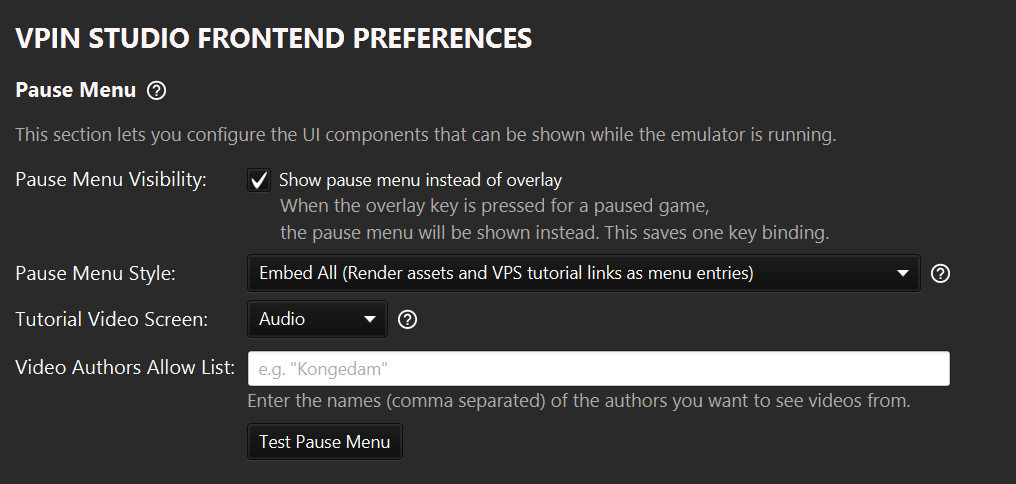 VPIN STUDIO FRONTEND PREFERENCES
Pause Menu ?
This section lets you configure the UI components that can be shown while the emulator is running.
Pause Menu Visibility: Show pause menu instead of overlay
When the overlay key is pressed for a paused game,
the pause menu will be shown instead. This saves one key binding.
Pause Menu Style: Embed All (Render assets and VPS tutorial links as menu entries) ?
Tutorial Video Screen: Audio ?
Video Authors Allow List: e.g. "Kongedam"
Enter the names (comma separated) of the authors you want to see videos from.
Test Pause Menu